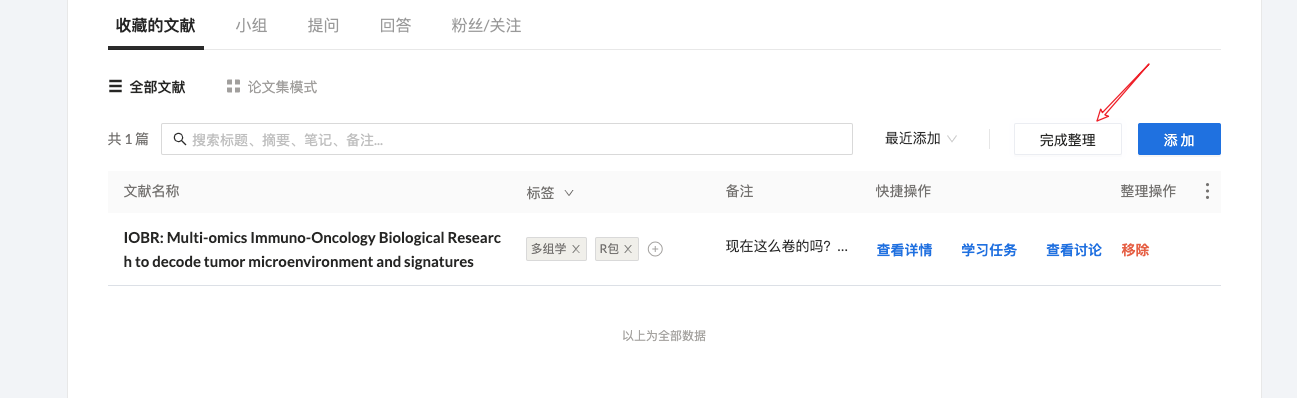 收藏的文献 小组 提问 回答 粉丝/关注
全部文献 论文集模式
共 1 篇 搜索标题、摘要、笔记、备注... 最近添加 完成整理 添加
文献名称 标签 备注 快捷操作 整理操作
IOBR: Multi-omics Immuno-Oncology Biological Researc
h to decode tumor microenvironment and signatures
多组学 R包
现在这么卷的吗？ ...
查看详情 学习任务 查看讨论 移除
以上为全部数据